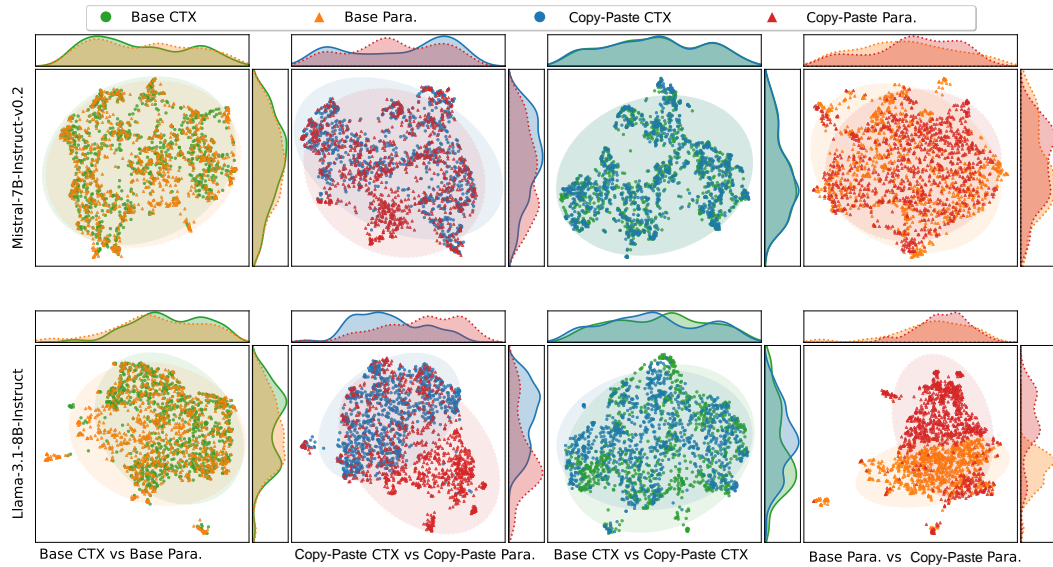 Base CTX
Base Para.
Copy-Paste CTX
Copy-Paste Para.
Mistral-7B-Instruct-v0.2
Llama-3.1-8B-Instruct
Base CTX vs Base Para.
Copy-Paste CTX vs Copy-Paste Para.
Base CTX vs Copy-Paste CTX
Base Para. vs Copy-Paste Para.